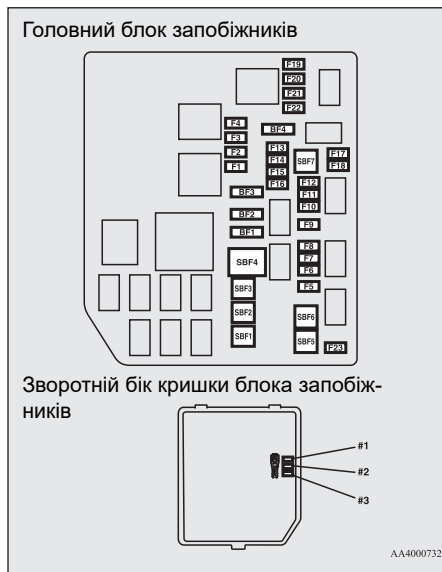 Головний блок запобіжників
F19
F20
F21
F22
F4
F3
F2
F1
BF4
F13
F14
F15
F16
SBF7
F17
F18
BF3
BF2
BF1
F12
F11
F10
F9
F8
F7
F6
F5
SBF4
SBF3
SBF2
SBF1
SBF6
SBF5
F23
Зворотній бік кришки блока запобіж-
ників
#1
#2
#3
AA4000732